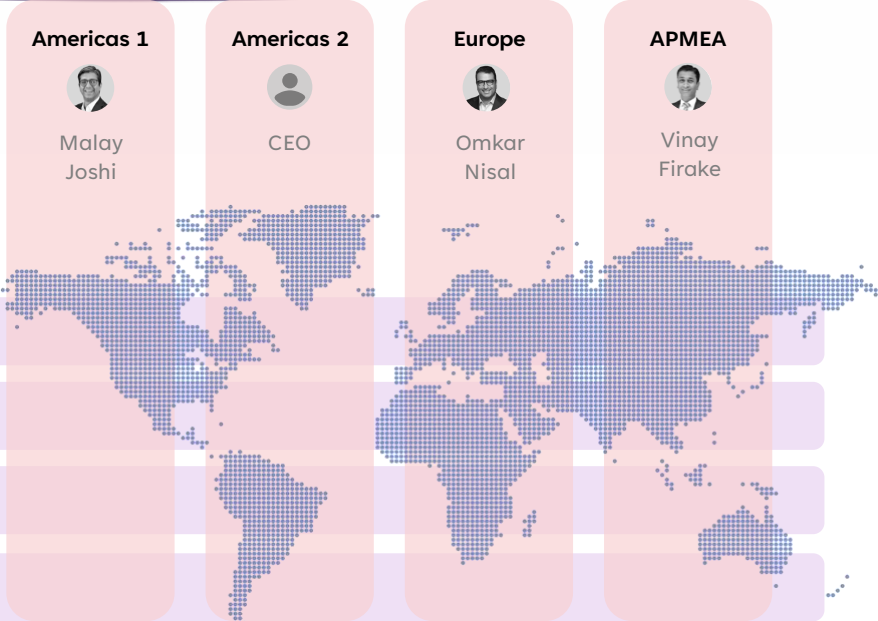 Americas 1
Americas 2
Europe
APMEA
Malay
Joshi
CEO
Omkar
Nisal
Vinay
Firake